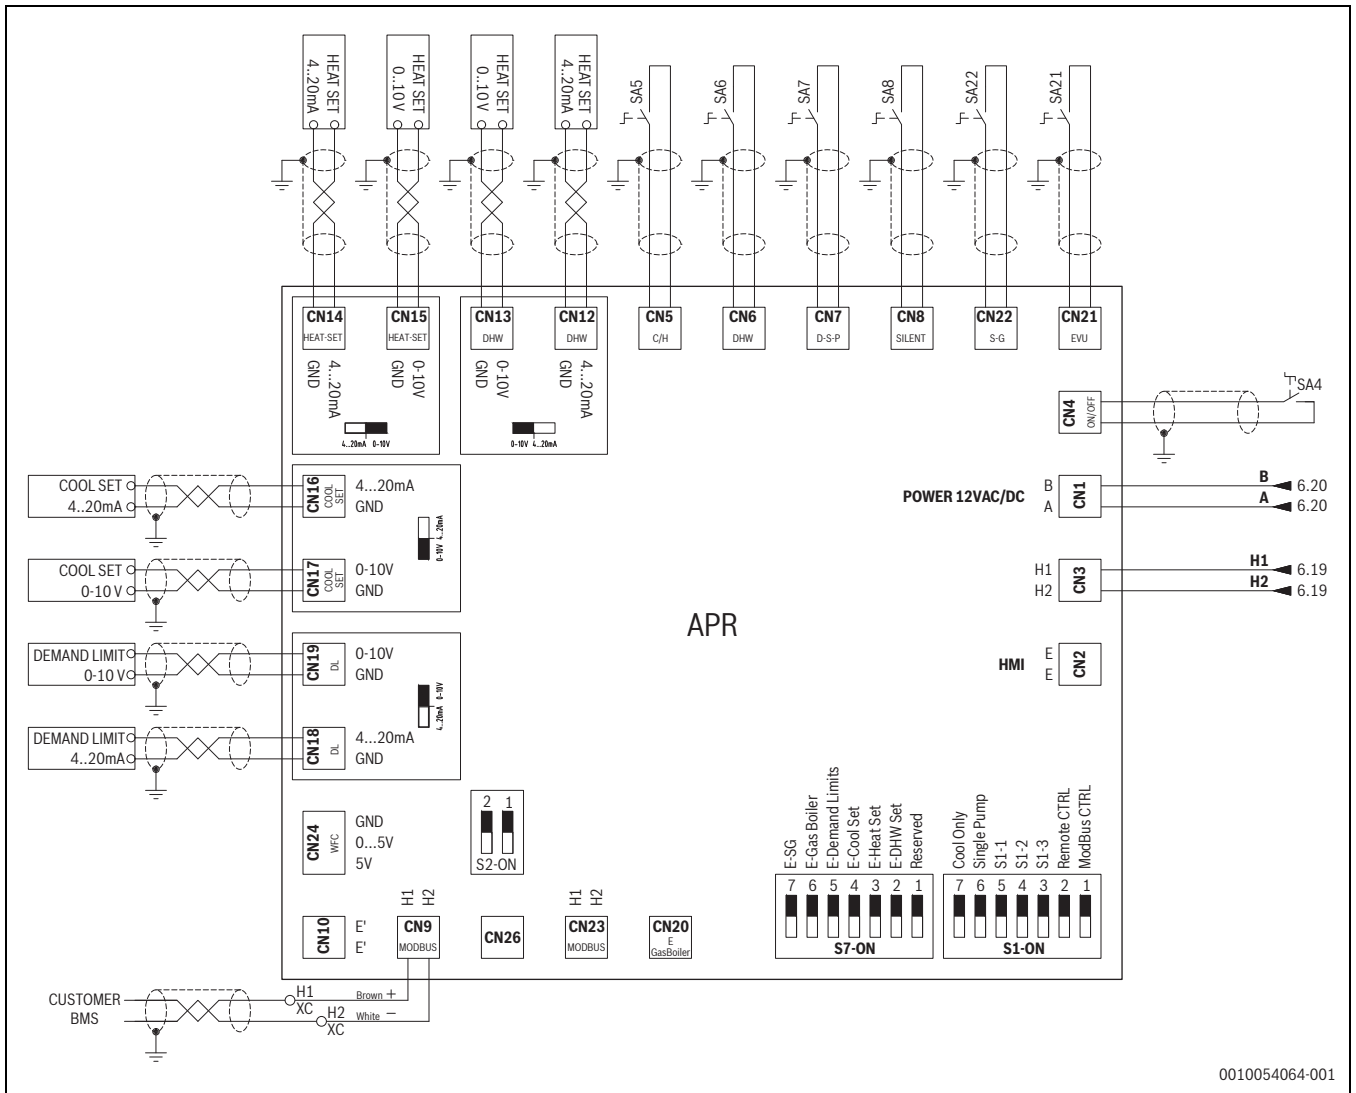 HEAT SET
4..20mA
HEAT SET
0..10V
HEAT SET
0..10V
HEAT SET
4..20mA
SA5
SA6
SA7
SA8
SA22
SA21
CN14
HEAT-SET
CN15
HEAT-SET
CN13
DHW
CN12
DHW
CN5
C/H
CN6
DHW
CN7
D-S-P
CN8
SILENT
CN22
S-G
CN21
EVU
GND
4...20mA
GND
0-10V
GND
0-10V
GND
4...20mA
4..20mA 0-10V
0-10V 4..20mA
CN4
ON/OFF
SA4
COOL SET
4..20mA
CN16
COOL
SET
4...20mA
GND
0-10V 4..20mA
COOL SET
0-10 V
CN17
COOL
SET
0-10V
GND
POWER 12VAC/DC
B
A
CN1
B 6.20
A 6.20
H1
H2
CN3
H1 6.19
H2 6.19
APR
HMI
E
E
CN2
DEMAND LIMIT
0-10 V
CN19
DL
0-10V
GND
4..20mA 0-10V
DEMAND LIMIT
4..20mA
CN18
DL
4...20mA
GND
CN24
WFC
GND
0...5V
5V
2 1
S2-ON
E-SG
E-Gas Boiler
E-Demand Limits
E-Cool Set
E-Heat Set
E-DHW Set
Reserved
7 6 5 4 3 2 1
S7-ON
Cool Only
Single Pump
S1-1
S1-2
S1-3
Remote CTRL
ModBus CTRL
7 6 5 4 3 2 1
S1-ON
CN10
E'
E'
H1
H2
CN9
MODBUS
CN26
H1
H2
CN23
MODBUS
CN20
E
GasBoiler
CUSTOMER
BMS
H1
XC
Brown +
H2
XC
White −
0010054064-001